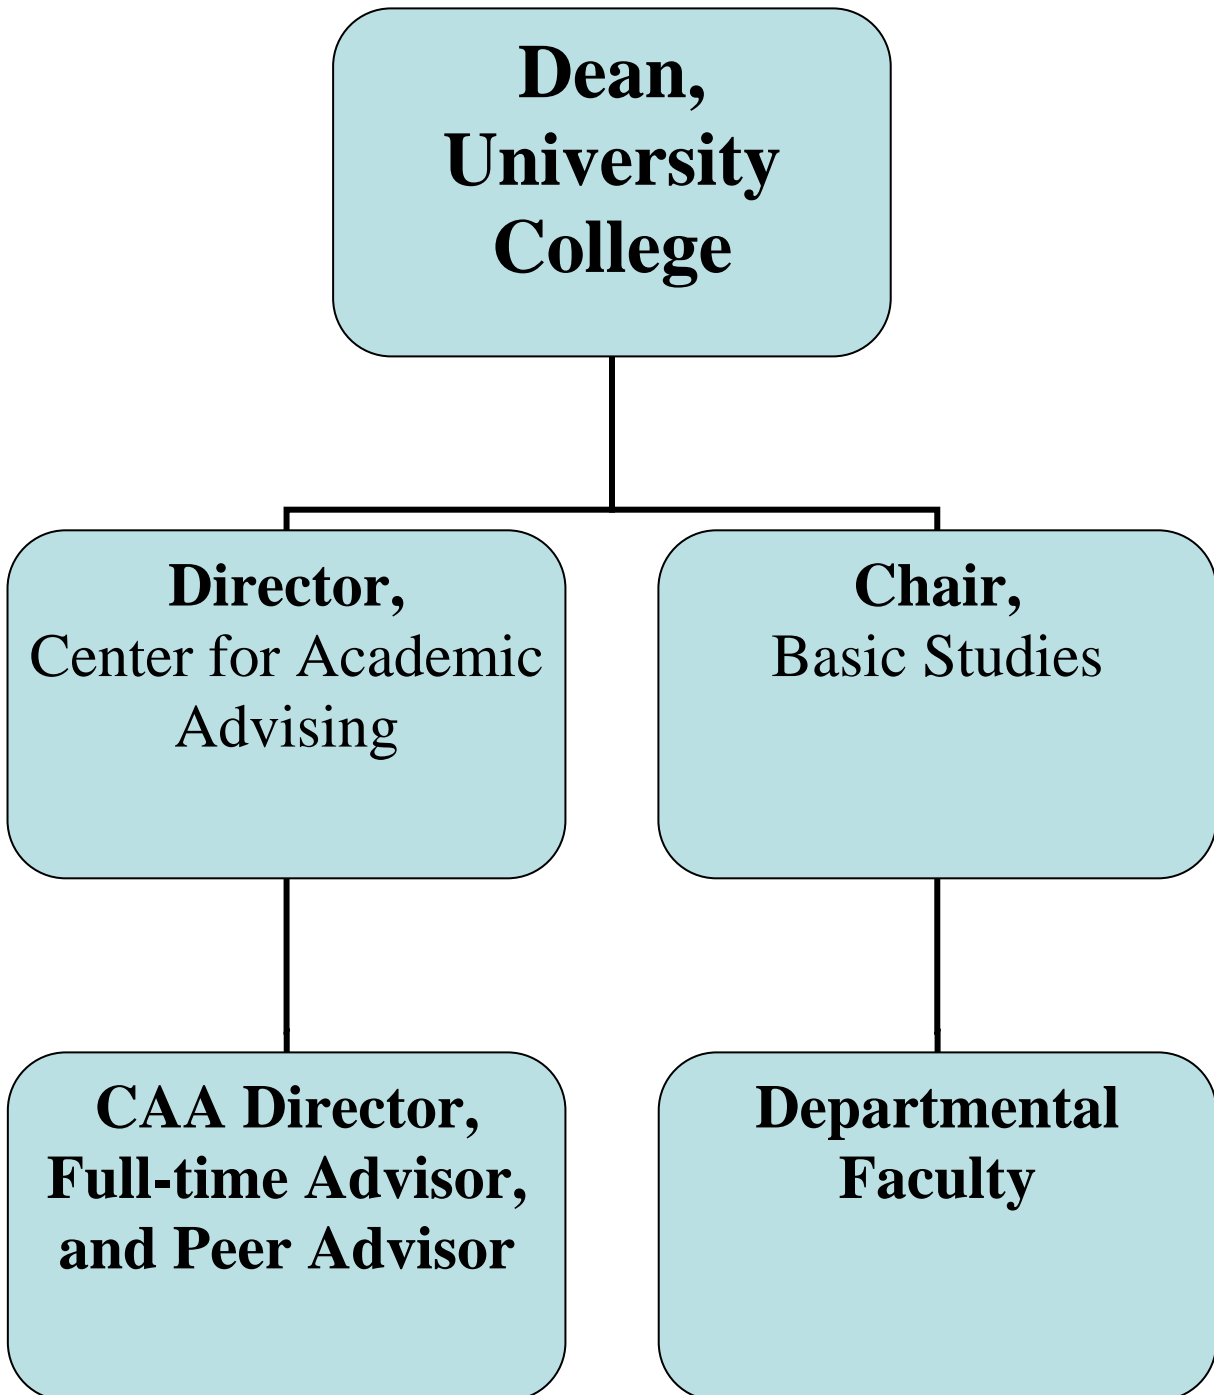 Dean,
University
College
Director,
Center for Academic
Advising
Chair,
Basic Studies
CAA Director,
Full-time Advisor,
and Peer Advisor
Departmental
Faculty